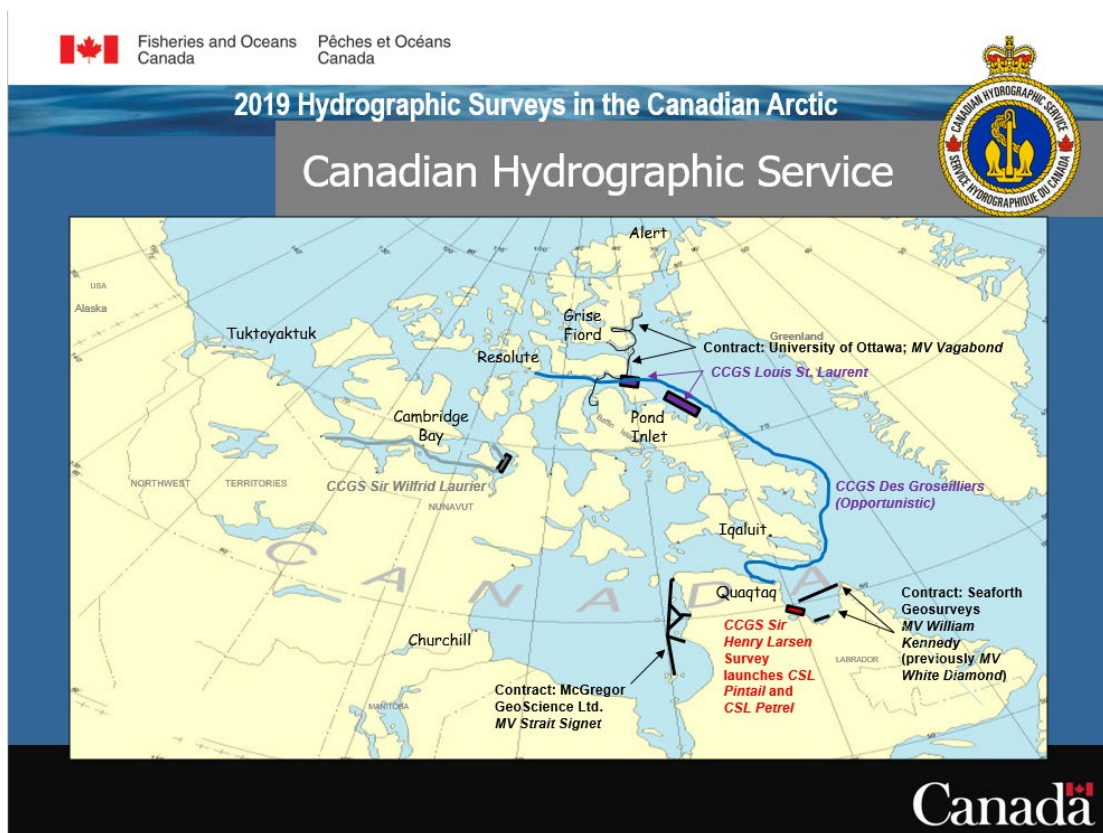 Fisheries and Oceans
Canada
Pêches et Océans
Canada
2019 Hydrographic Surveys in the Canadian Arctic
Canadian Hydrographic Service
CANADIAN HYDROGRAPHIC SERVICE
SERVICE HYDROGRAPHIQUE DU CANADA
Alert
USA
Alaska
Grise
Fiord
Greenland
Tuktoyaktuk
Resolute
Contract: University of Ottawa; MV Vagabond
CCGS Louis St. Laurent
Cambridge
Bay
Pond
Inlet
Baffin
NORTHWEST TERRITORIES
CCGS Sir Wilfrid Laurier
NUNAVUT
CCGS Des Groseilliers
(Opportunistic)
Iqaluit
CANADA
Quaqtaq
Contract: Seaforth
Geosurveys
MV William
Kennedy
(previously MV
White Diamond)
CCGS Sir
Henry Larsen
Survey
launches CSL
Pintail and
CSL Petrel
Churchill
LABRADOR
Contract: McGregor
GeoScience Ltd.
MV Strait Signet
MANITOBA
Canada